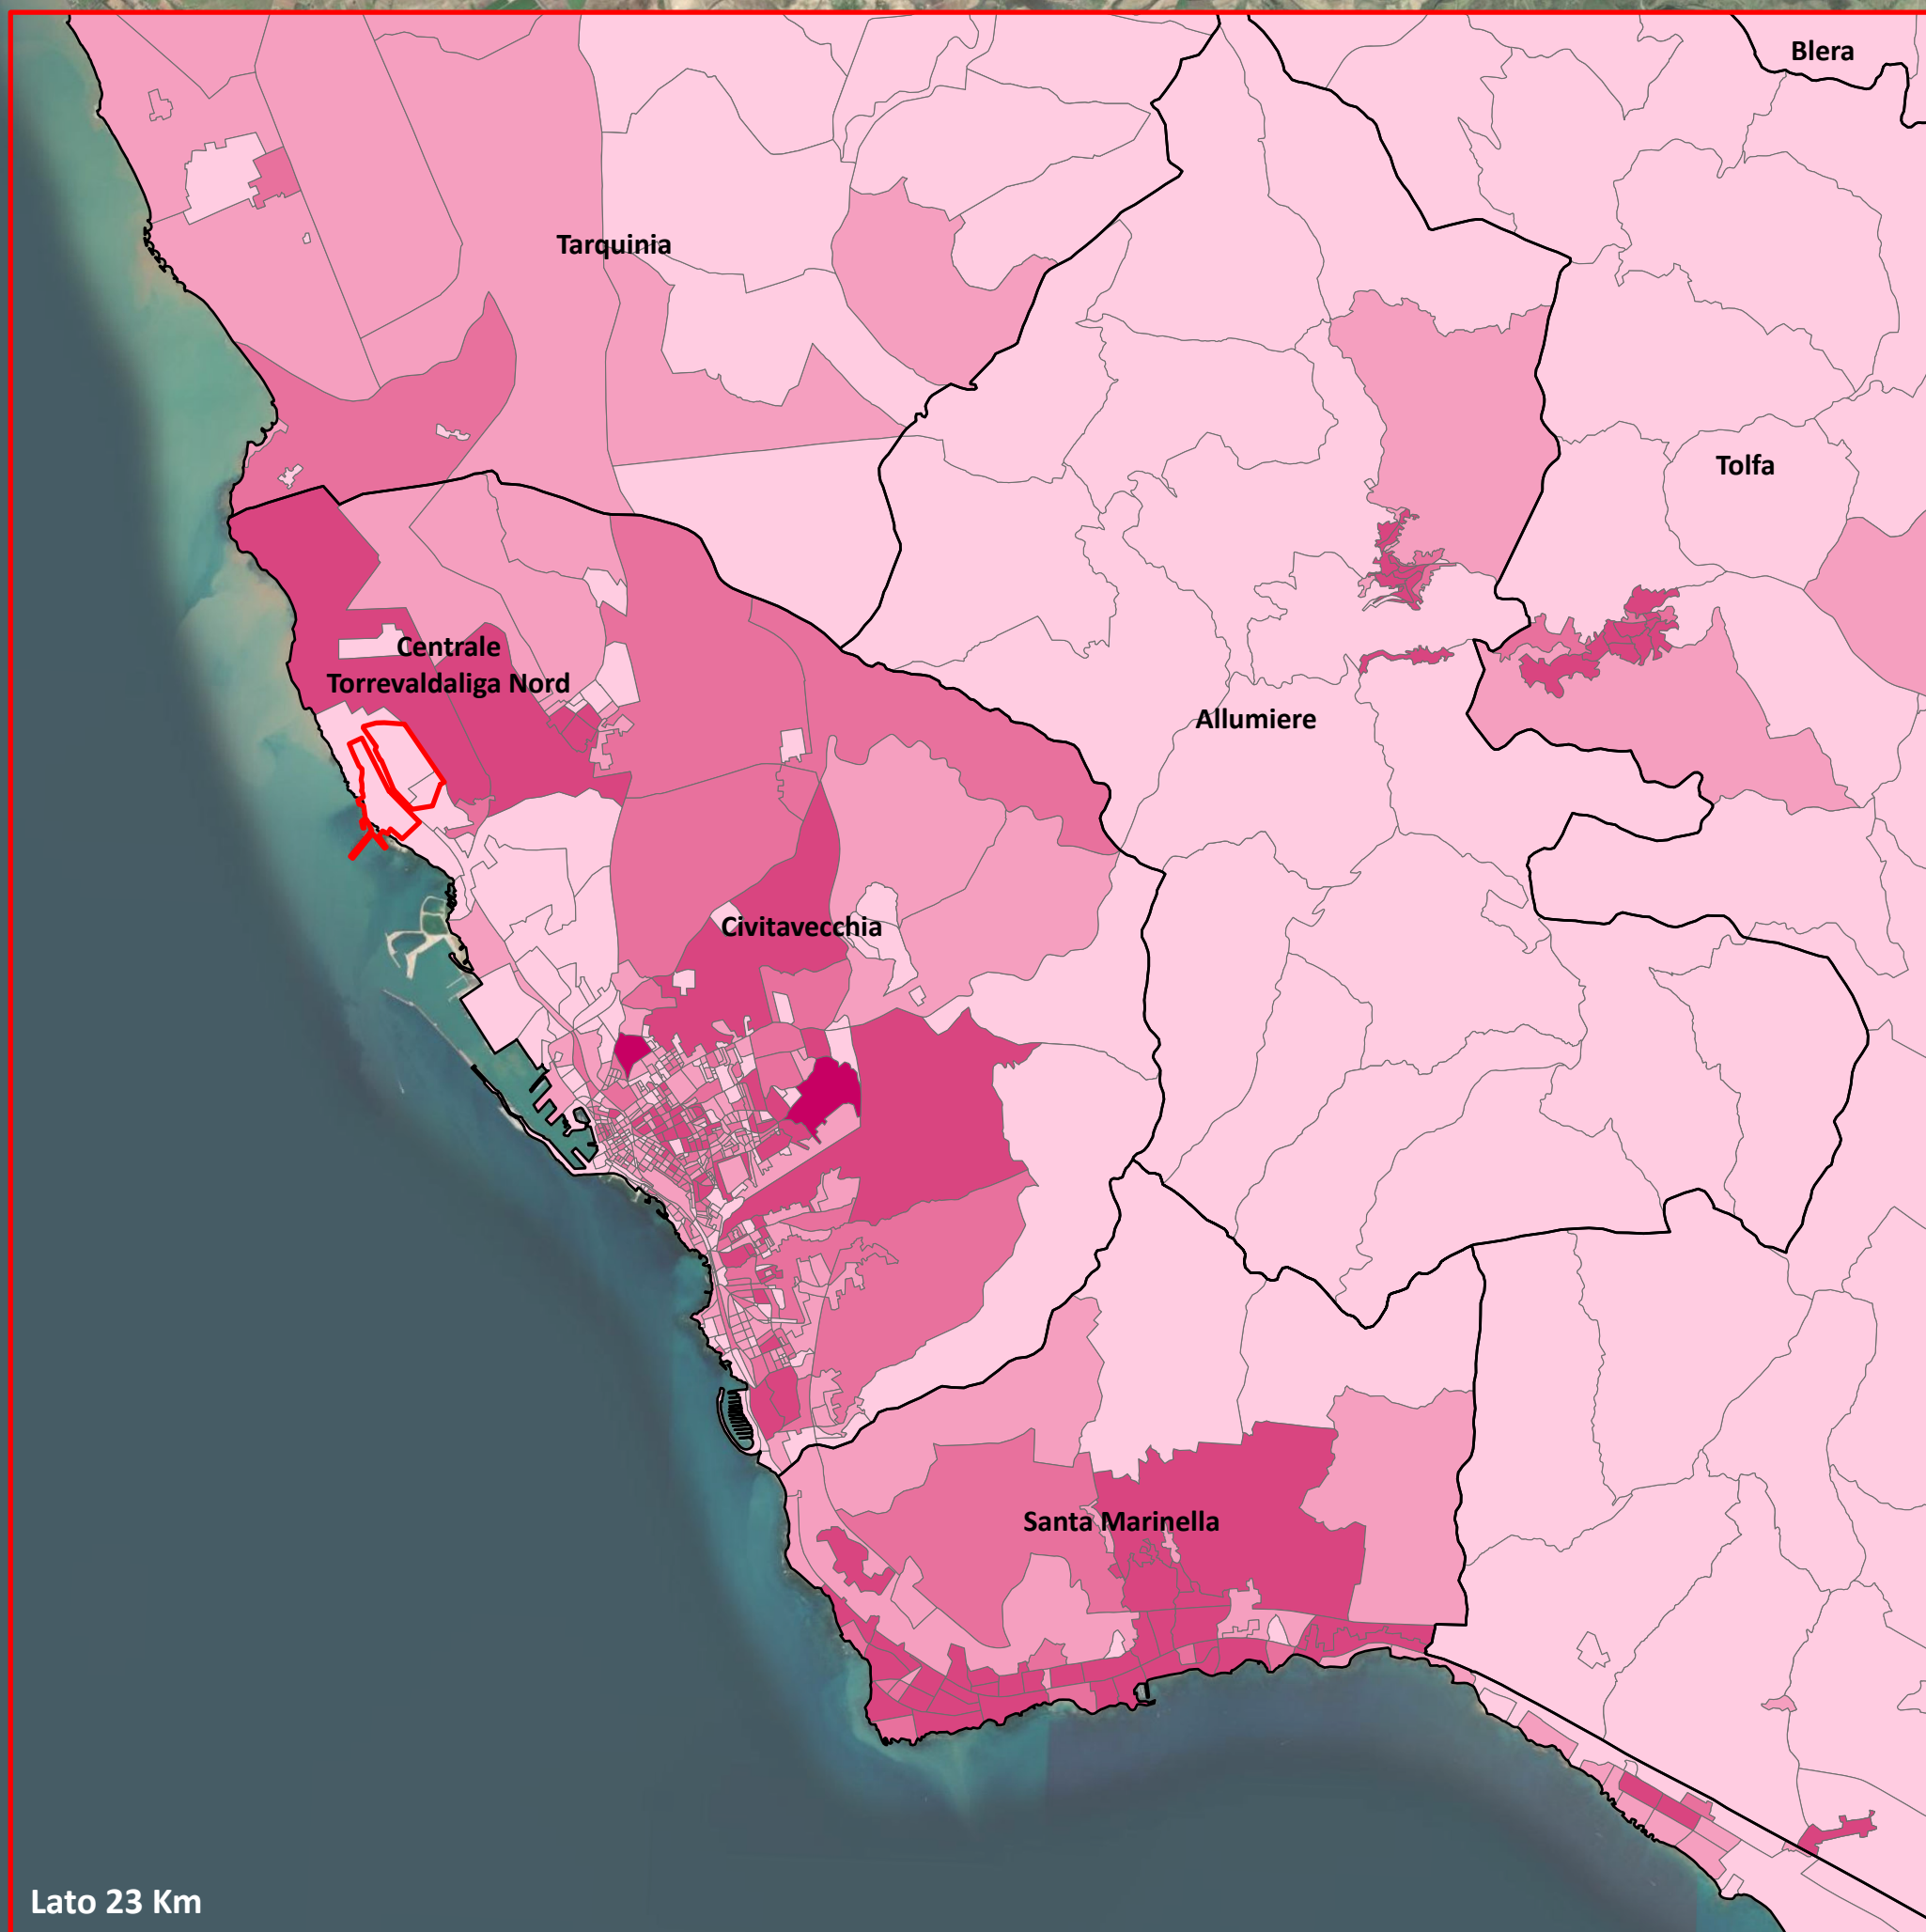 Blera
Tarquinia
Tolfa
Centrale
Torrevaldaliga Nord
Allumiere
Civitavecchia
Santa Marinella
Lato 23 Km